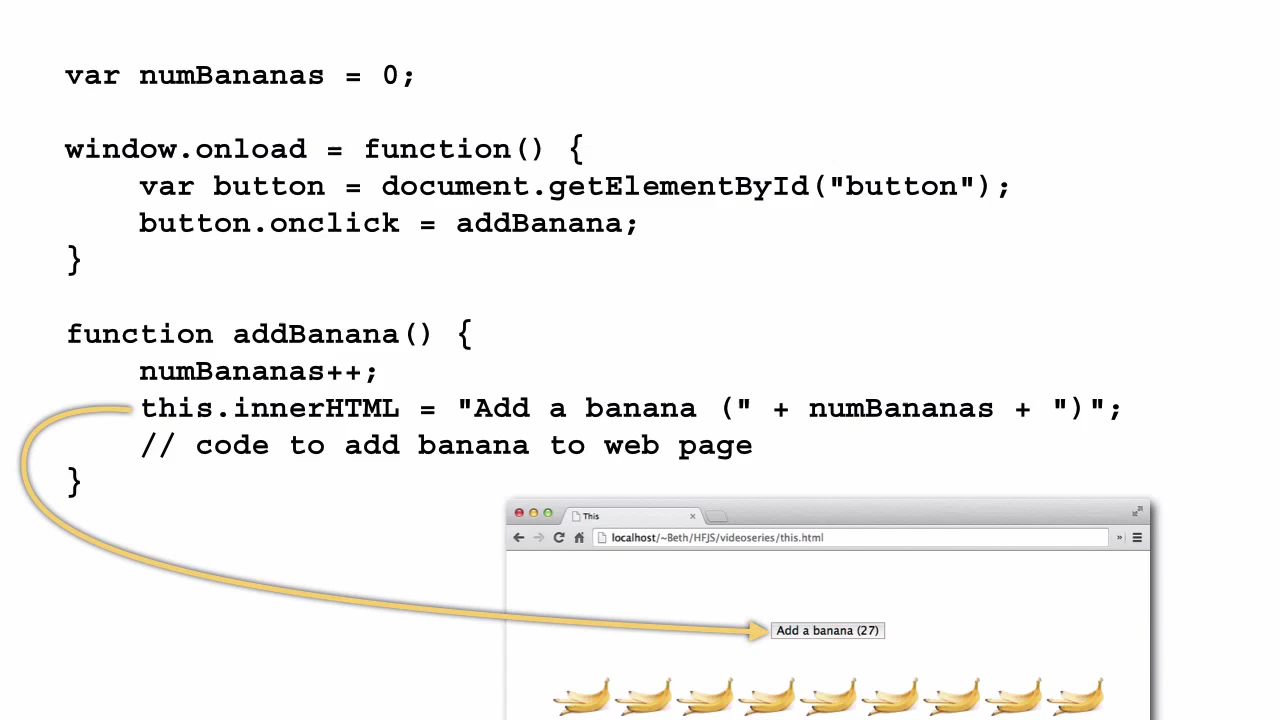 var numBananas = 0;
window.onload = function() {
var button = document.getElementById("button");
button.onclick = addBanana;
}
function addBanana() {
numBananas++;
this.innerHTML = "Add a banana (" + numBananas + ")";
// code to add banana to web page
}
This
localhost/~Beth/HFJS/videoseries/this.html
Add a banana (27)